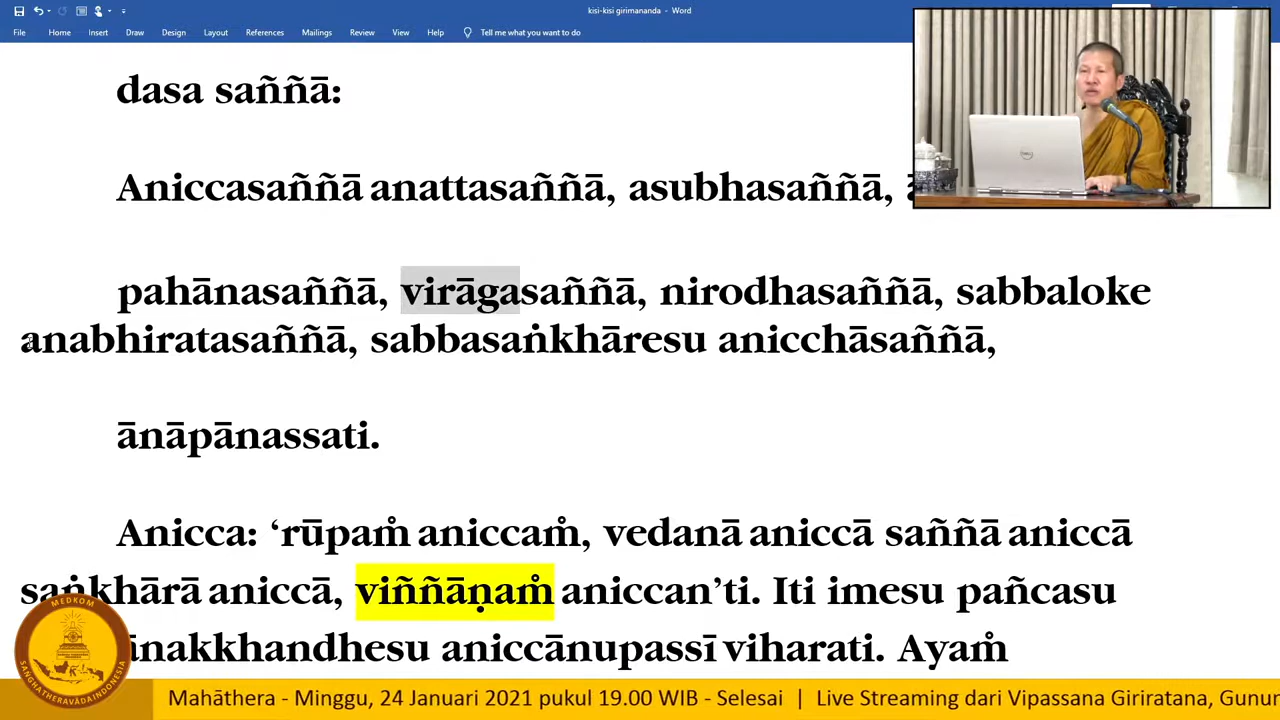 kisi-kisi girimananda - Word
File Home Insert Draw Design Layout References Mailings Review View Help Tell me what you want to do
dasa saññā:
Aniccasaññā anattasaññā, asubhasaññā,
pahānasaññā, virāgasaññā, nirodhasaññā, sabbaloke
anabhiratasaññā, sabbasaṅkhāresu anicchāsaññā,
ānāpānassati.
Anicca: ‘rūpaṁ aniccaṁ, vedanā aniccā saññā aniccā
saṅkhārā aniccā, viññāṇaṁ aniccan’ti. Iti imesu pañcasu
ānakkhandhesu aniccānupassī viharati. Ayaṁ
MEDKOM
SANGHATHERAVĀDAINDONESIA
Mahāthera - Minggu, 24 Januari 2021 pukul 19.00 WIB - Selesai | Live Streaming dari Vipassana Giriratana, Gunun
DELL